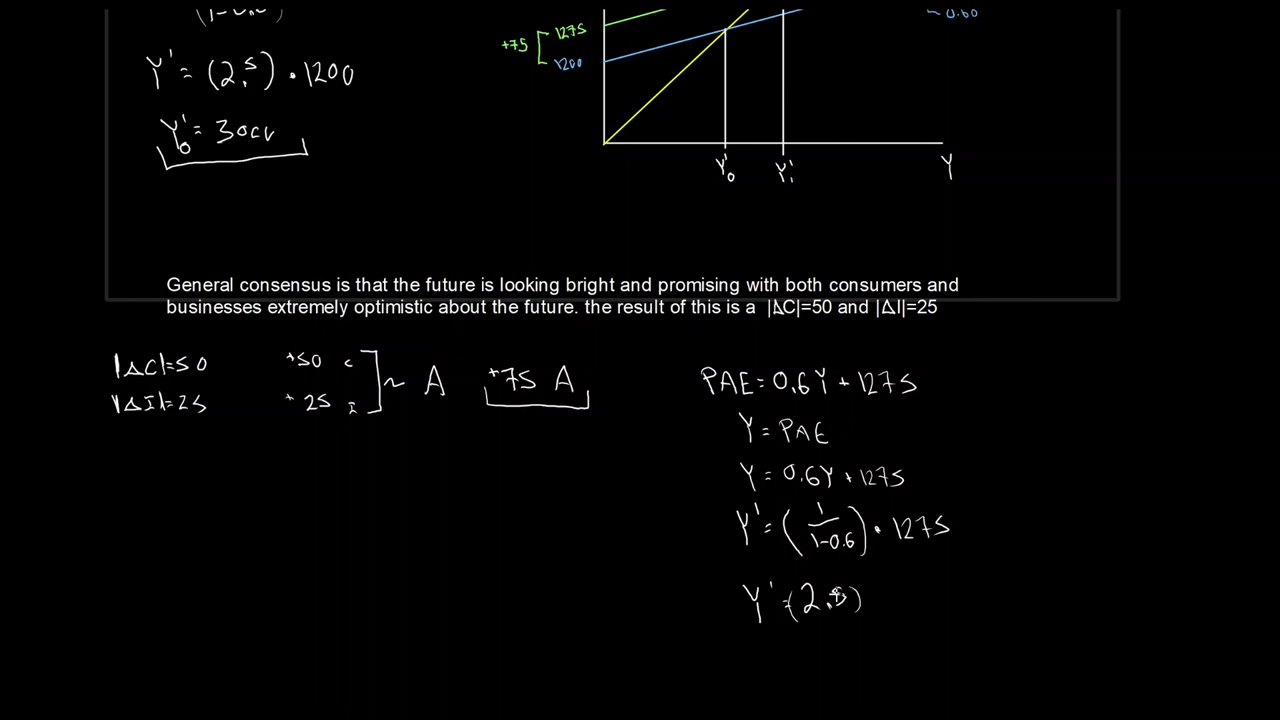 +75
1275
1200
Y' = (2.5) • 1200
Y'₀ = 3000
Y'₀
Y'₁
Y
~ 0.60
General consensus is that the future is looking bright and promising with both consumers and
businesses extremely optimistic about the future. the result of this is a |ΔC|=50 and |ΔI|=25
|ΔC|=50 +50 C
|ΔI|=25 +25 I
~ A +75 A
PAE = 0.6Y + 1275
Y = PAE
Y = 0.6Y + 1275
Y' = (1/1-0.6) • 1275
Y' = (2.5)